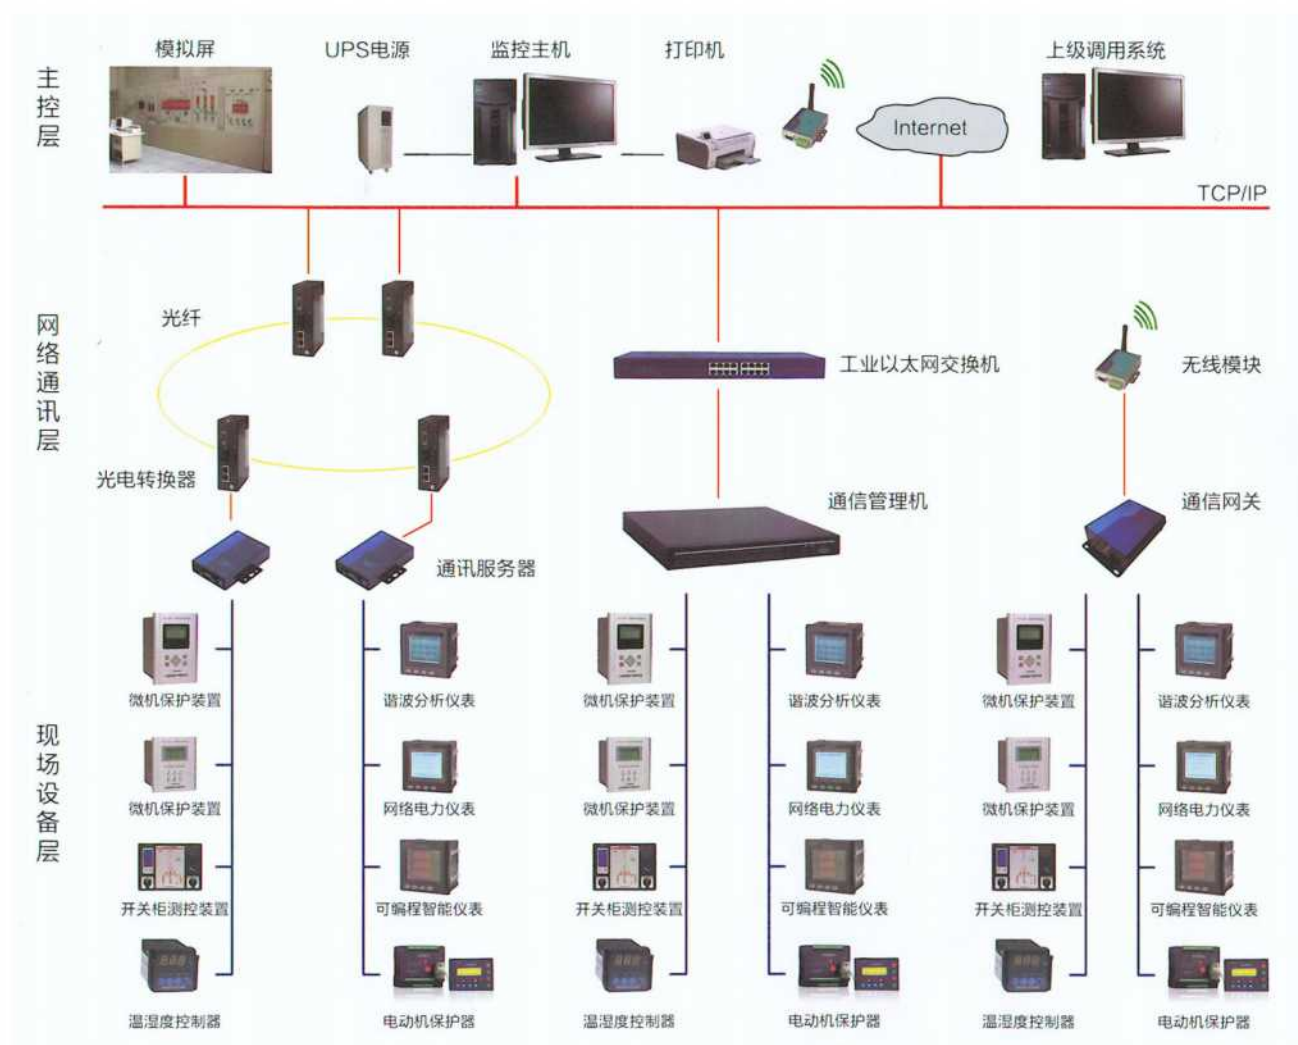 模拟屏
UPS电源
监控主机
打印机
上级调用系统
主控层
Internet
TCP/IP
网络通讯层
光纤
工业以太网交换机
无线模块
光电转换器
通信管理机
通信网关
通讯服务器
现场设备层
微机保护装置
谐波分析仪表
微机保护装置
谐波分析仪表
微机保护装置
谐波分析仪表
微机保护装置
网络电力仪表
微机保护装置
网络电力仪表
微机保护装置
网络电力仪表
开关柜测控装置
可编程智能仪表
开关柜测控装置
可编程智能仪表
开关柜测控装置
可编程智能仪表
温湿度控制器
电动机保护器
温湿度控制器
电动机保护器
温湿度控制器
电动机保护器